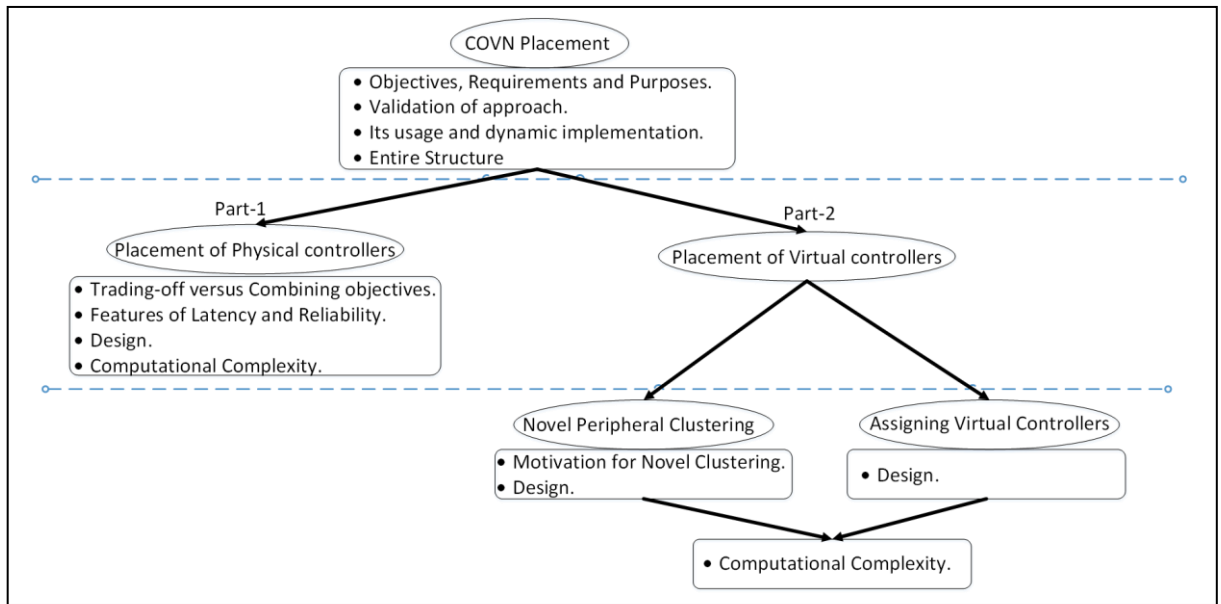 COVN Placement
• Objectives, Requirements and Purposes.
• Validation of approach.
• Its usage and dynamic implementation.
• Entire Structure
Part-1
Placement of Physical controllers
• Trading-off versus Combining objectives.
• Features of Latency and Reliability.
• Design.
• Computational Complexity.
Part-2
Placement of Virtual controllers
Novel Peripheral Clustering
• Motivation for Novel Clustering.
• Design.
Assigning Virtual Controllers
• Design.
• Computational Complexity.